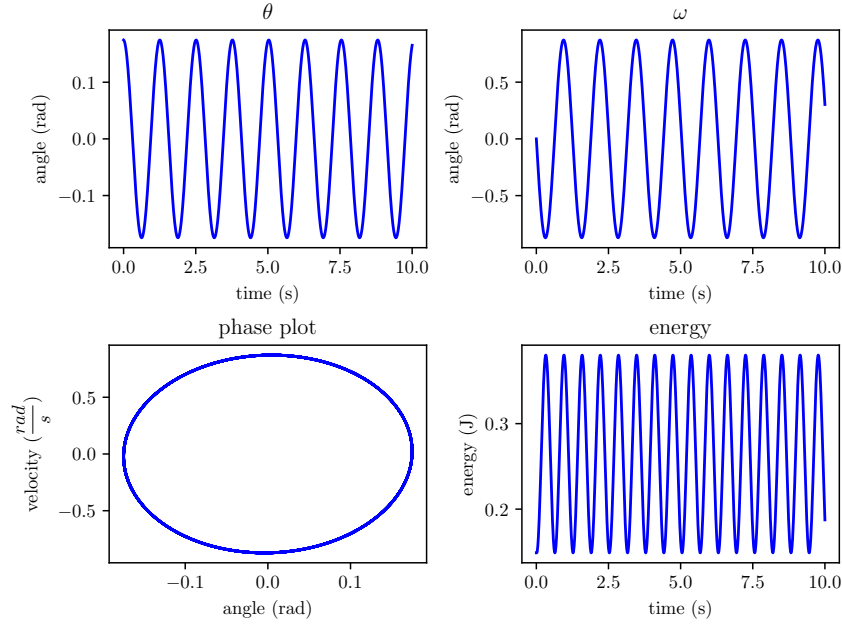 θ
0.1
0.0
−0.1
angle (rad)
0.0 2.5 5.0 7.5 10.0
time (s)
ω
0.5
0.0
−0.5
angle (rad)
0.0 2.5 5.0 7.5 10.0
time (s)
phase plot
0.5
0.0
−0.5
velocity (rad/s)
−0.1 0.0 0.1
angle (rad)
energy
0.3
0.2
energy (J)
0.0 2.5 5.0 7.5 10.0
time (s)